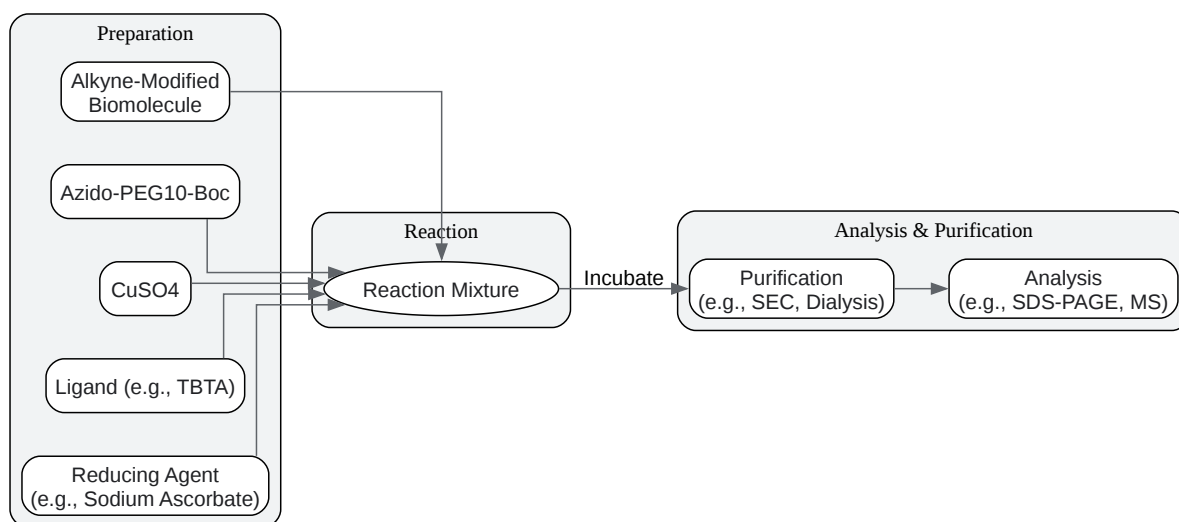 Preparation
Alkyne-Modified
Biomolecule
Azido-PEG10-Boc
CuSO4
Ligand (e.g., TBTA)
Reducing Agent
(e.g., Sodium Ascorbate)
Reaction
Reaction Mixture
Incubate
Analysis & Purification
Purification
(e.g., SEC, Dialysis)
Analysis
(e.g., SDS-PAGE, MS)